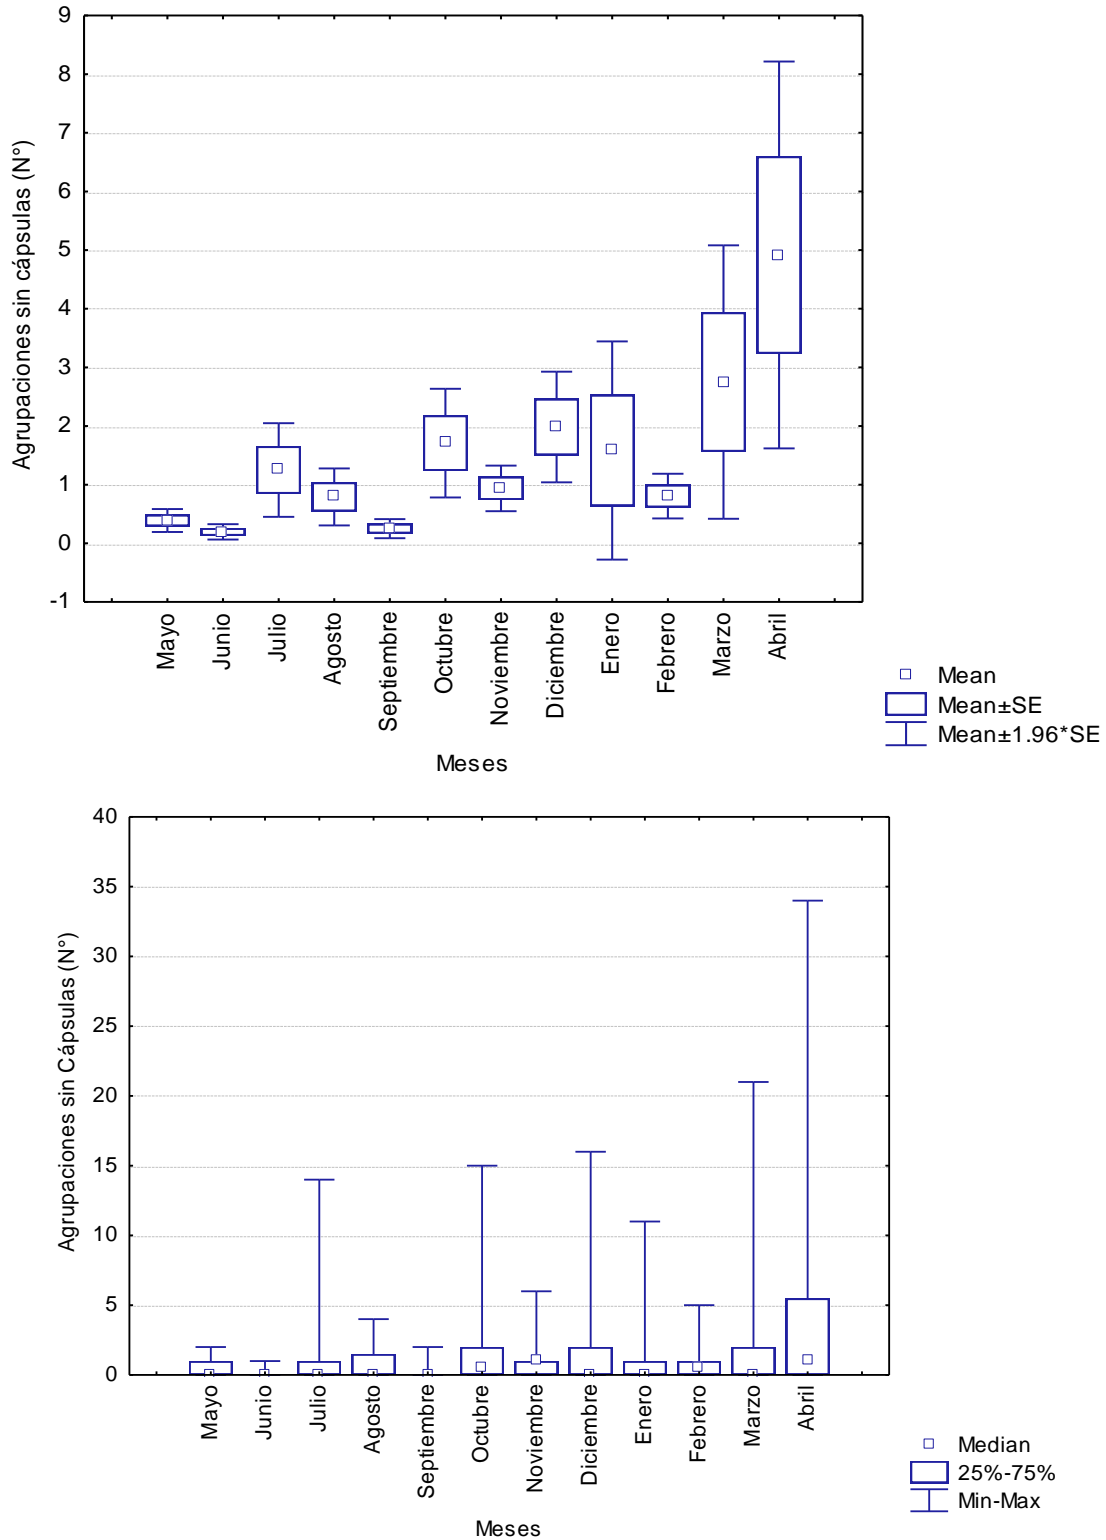 9
8
7
6
5
4
3
2
1
0
-1
Agrupaciones sin cápsulas (N°)
Mayo
Junio
Julio
Agosto
Septiembre
Octubre
Noviembre
Diciembre
Enero
Febrero
Marzo
Abril
Meses
Mean
Mean±SE
Mean±1.96*SE
40
35
30
25
20
15
10
5
0
Agrupaciones sin Cápsulas (N°)
Mayo
Junio
Julio
Agosto
Septiembre
Octubre
Noviembre
Diciembre
Enero
Febrero
Marzo
Abril
Meses
Median
25%-75%
Min-Max